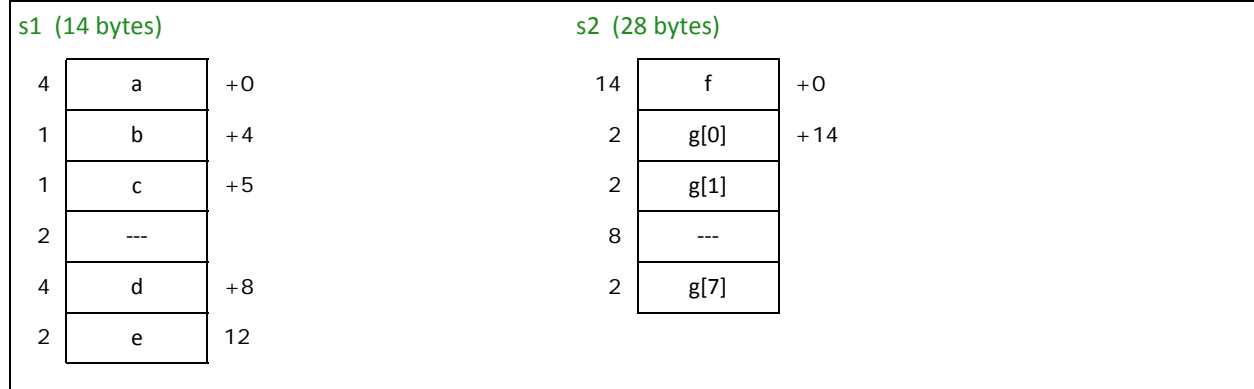 s1 (14 bytes)
4 a +0
1 b +4
1 c +5
2 ---
4 d +8
2 e 12
s2 (28 bytes)
14 f +0
2 g[0] +14
2 g[1]
8 ---
2 g[7]